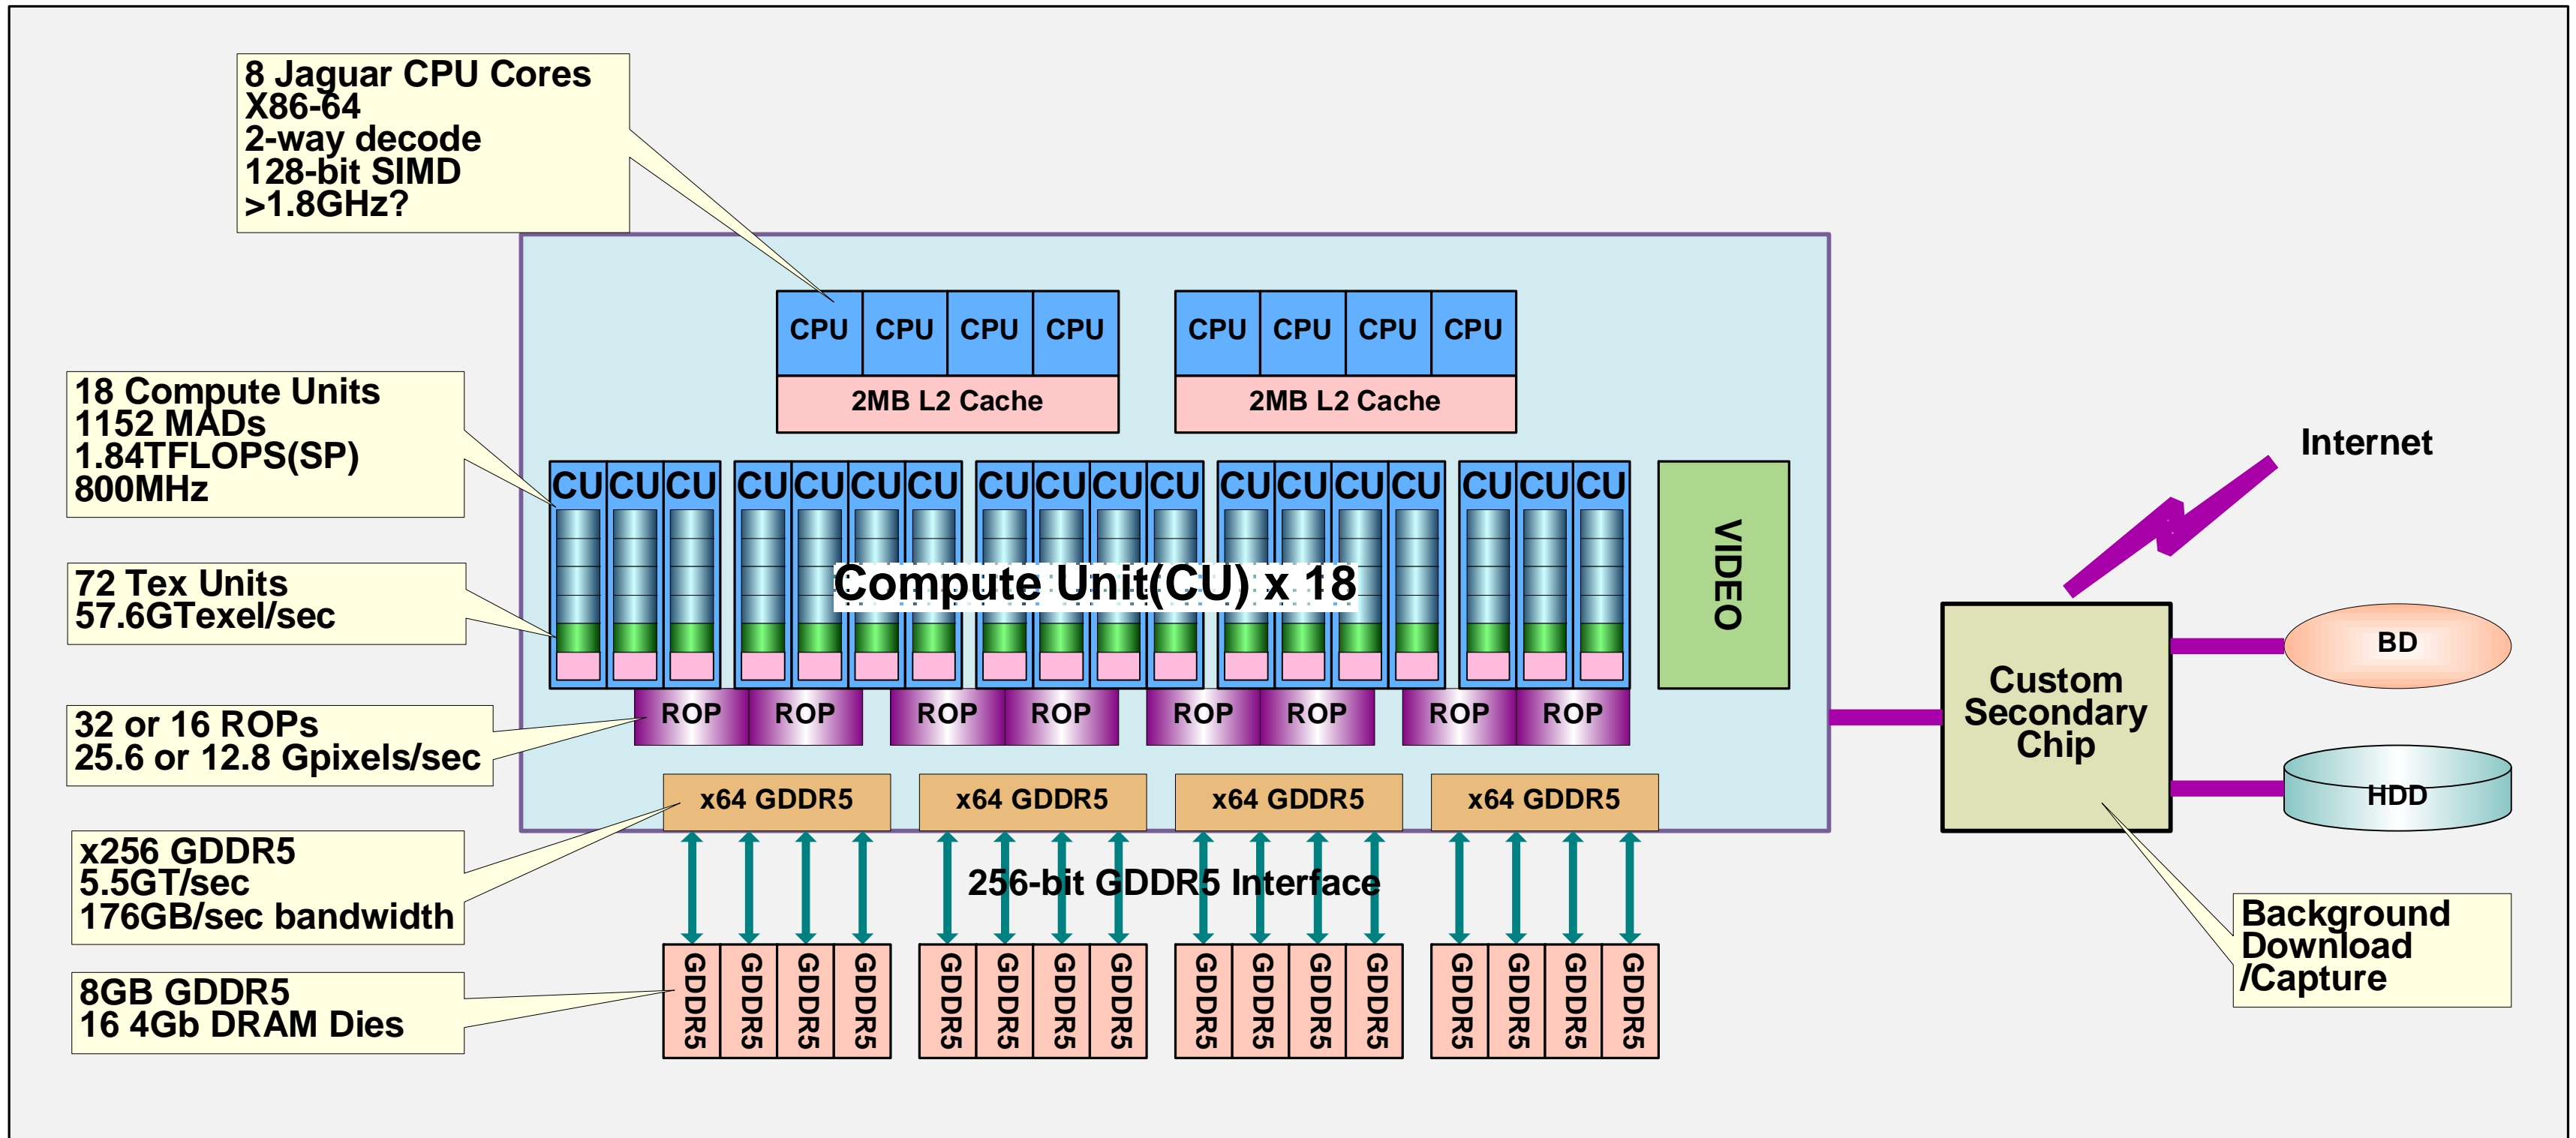 8 Jaguar CPU Cores
X86-64
2-way decode
128-bit SIMD
>1.8GHz?
CPU CPU CPU CPU CPU CPU CPU CPU
2MB L2 Cache 2MB L2 Cache
18 Compute Units
1152 MADs
1.84TFLOPS(SP)
800MHz
CU CU CU CU CU CU CU CU CU CU CU CU CU CU CU CU CU CU
Compute Unit(CU) x 18
VIDEO
72 Tex Units
57.6GTexel/sec
32 or 16 ROPs
25.6 or 12.8 Gpixels/sec
ROP ROP ROP ROP ROP ROP ROP ROP
x64 GDDR5 x64 GDDR5 x64 GDDR5 x64 GDDR5
x256 GDDR5
5.5GT/sec
176GB/sec bandwidth
256-bit GDDR5 Interface
8GB GDDR5
16 4Gb DRAM Dies
GDDR5 GDDR5 GDDR5 GDDR5 GDDR5 GDDR5 GDDR5 GDDR5 GDDR5 GDDR5 GDDR5 GDDR5 GDDR5 GDDR5 GDDR5 GDDR5
Internet
Custom
Secondary
Chip
BD
HDD
Background
Download
/Capture